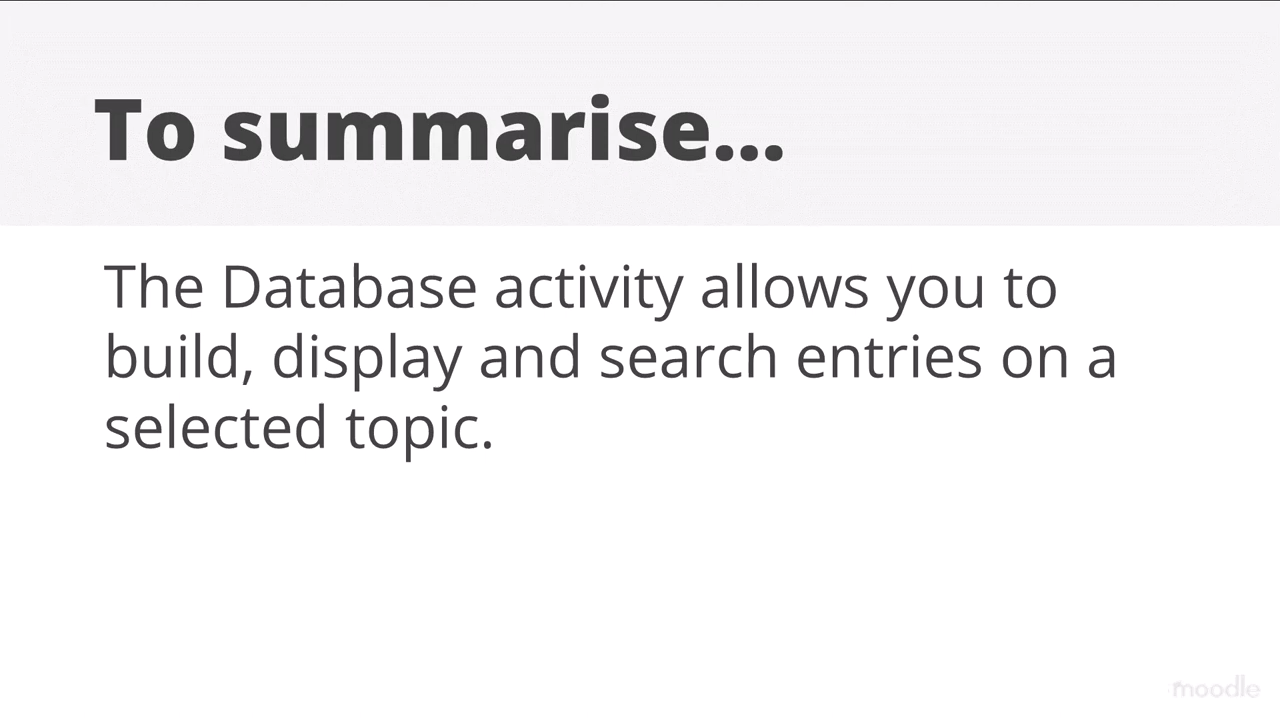 To summarise...
The Database activity allows you to
build, display and search entries on a
selected topic.
moodle